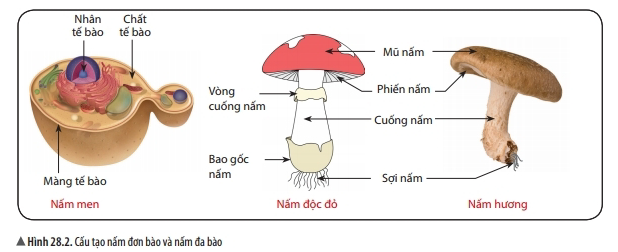 Nhân
tế bào
Chất
tế bào
Màng tế bào
Nấm men
Vòng
cuống nấm
Bao gốc
nấm
Mũ nấm
Phiến nấm
Cuống nấm
Sợi nấm
Nấm độc đỏ
Nấm hương
▲ Hình 28.2. Cấu tạo nấm đơn bào và nấm đa bào